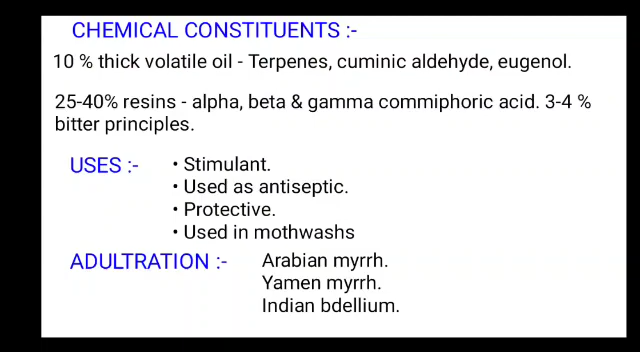 CHEMICAL CONSTITUENTS :-
10 % thick volatile oil - Terpenes, cuminic aldehyde, eugenol.
25-40% resins - alpha, beta & gamma commiphoric acid. 3-4 %
bitter principles.
USES :- • Stimulant.
• Used as antiseptic.
• Protective.
• Used in mothwashs
ADULTRATION :- Arabian myrrh.
Yamen myrrh.
Indian bdellium.